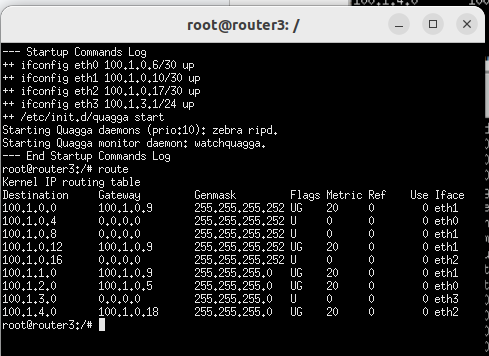 100.1.4.0
root@router3: /
--- Startup Commands Log
++ ifconfig eth0 100.1.0.6/30 up
++ ifconfig eth1 100.1.0.10/30 up
++ ifconfig eth2 100.1.0.17/30 up
++ ifconfig eth3 100.1.3.1/24 up
++ /etc/init.d/quagga start
Starting Quagga daemons (prio:10): zebra ripd.
Starting Quagga monitor daemon: watchquagga.
--- End Startup Commands Log
root@router3:/# route
Kernel IP routing table
Destination Gateway Genmask Flags Metric Ref Use Iface
100.1.0.0 100.1.0.9 255.255.255.252 UG 20 0 0 eth1
100.1.0.4 0.0.0.0 255.255.255.252 U 0 0 0 eth0
100.1.0.8 0.0.0.0 255.255.255.252 U 0 0 0 eth1
100.1.0.12 100.1.0.9 255.255.255.252 UG 20 0 0 eth1
100.1.0.16 0.0.0.0 255.255.255.252 U 0 0 0 eth2
100.1.1.0 100.1.0.9 255.255.255.0 UG 20 0 0 eth1
100.1.2.0 100.1.0.5 255.255.255.0 UG 20 0 0 eth0
100.1.3.0 0.0.0.0 255.255.255.0 U 0 0 0 eth3
100.1.4.0 100.1.0.18 255.255.255.0 UG 20 0 0 eth2
root@router3:/#